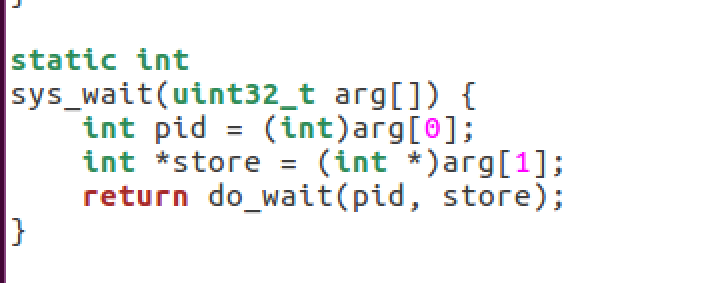 }
static int
sys_wait(uint32_t arg[]) {
    int pid = (int)arg[0];
    int *store = (int *)arg[1];
    return do_wait(pid, store);
}